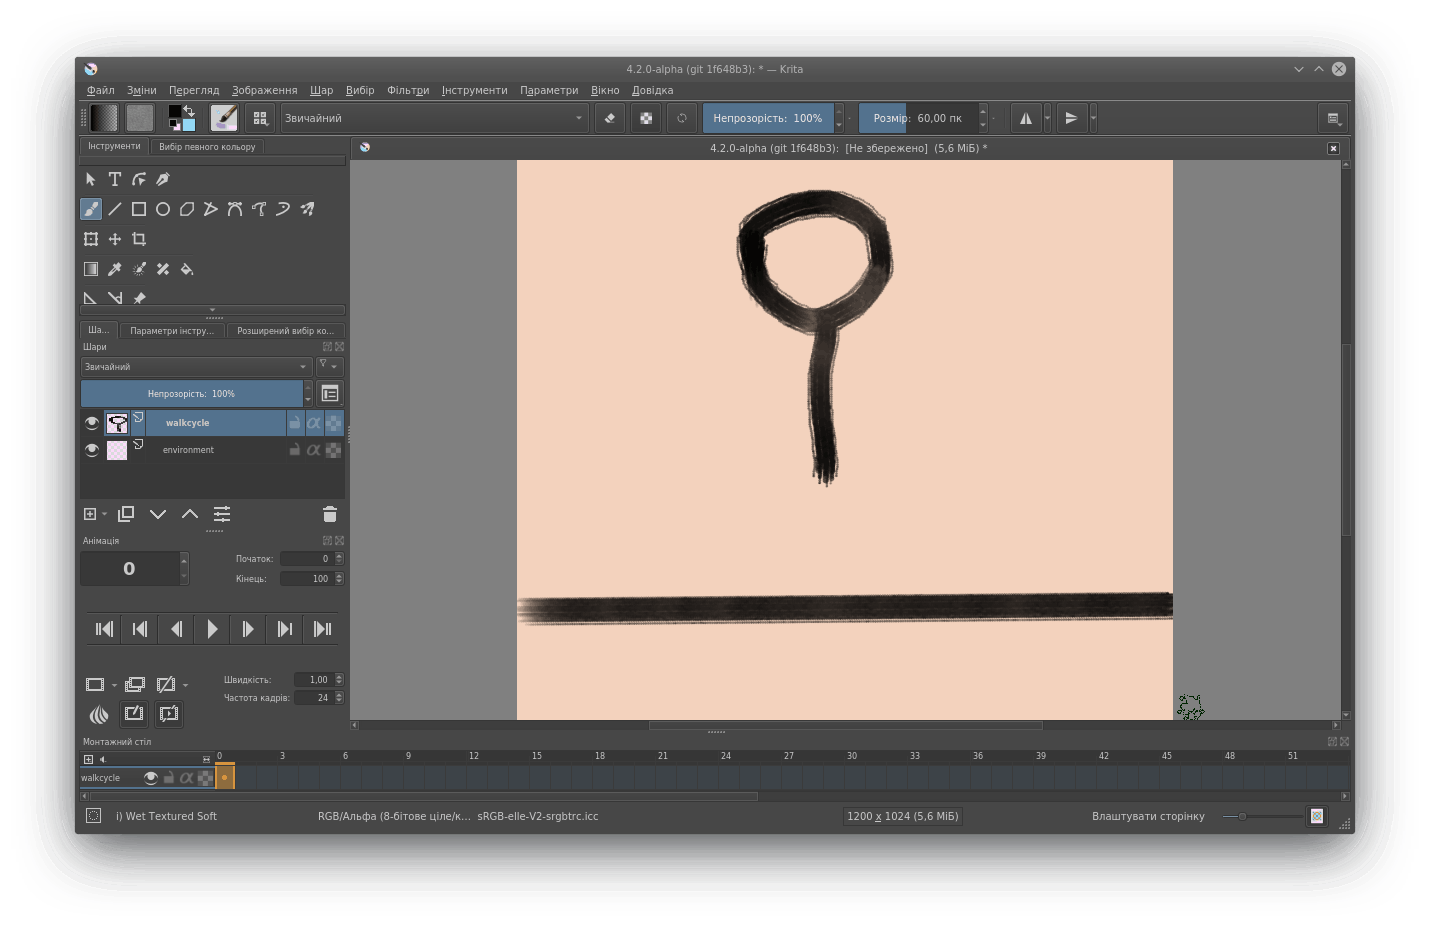 4.2.0-alpha (git 1f648b3): * — Krita
Файл Зміни Перегляд Зображення Шар Вибір Фільтри Інструменти Параметри Вікно Довідка
Звичайний Непрозорість: 100% Розмір: 60,00 пк
Інструменти Вибір певного кольору
4.2.0-alpha (git 1f648b3): [Не збережено] (5,6 МіБ) *
Ша... Параметри інстру... Розширений вибір ко...
Шари
Звичайний
Непрозорість: 100%
walkcycle
environment
Анімація
0
Початок: 0
Кінець: 100
Швидкість: 1,00
Частота кадрів: 24
Монтажний стіл
0 3 6 9 12 15 18 21 24 27 30 33 36 39 42 45 48 51
walkcycle
i) Wet Textured Soft RGB/Альфа (8-бітове ціле/к... sRGB-elle-V2-srgbtrc.icc 1200 x 1024 (5,6 МіБ) Влаштувати сторінку